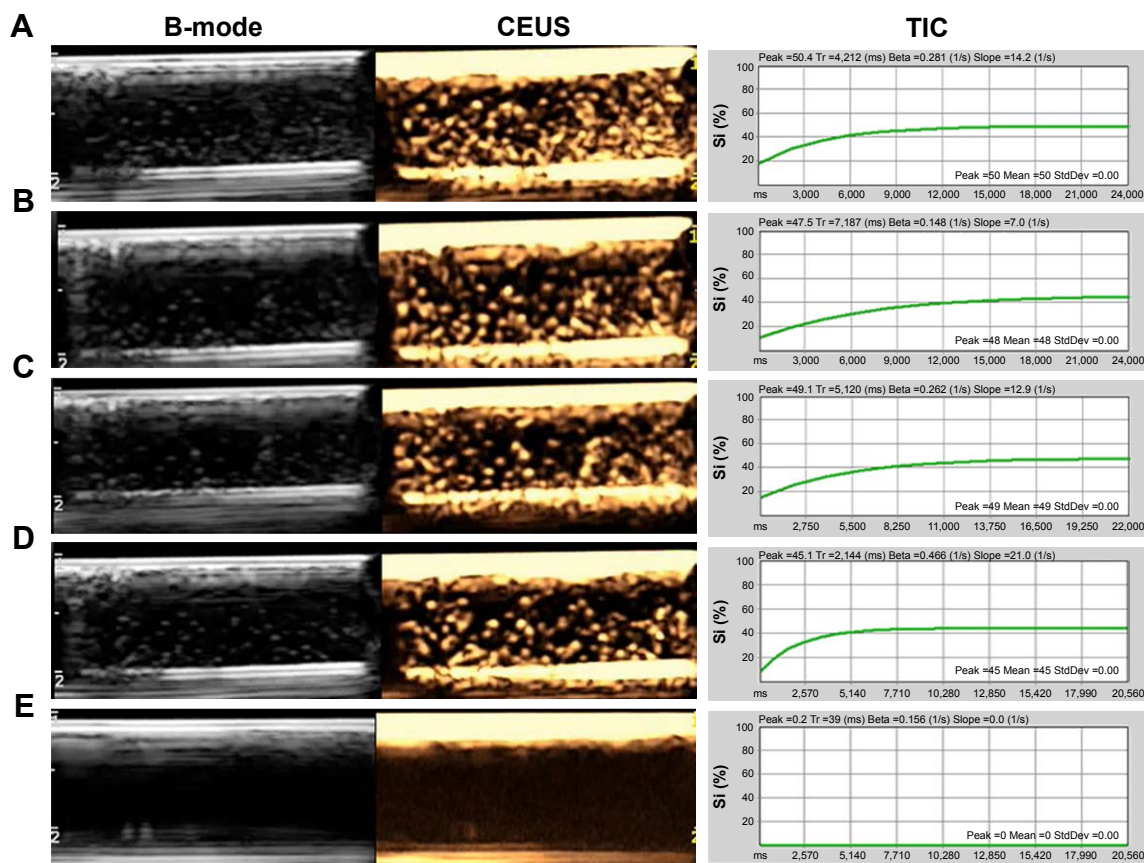 B-mode CEUS TIC
A
Peak =50.4 Tr =4,212 (ms) Beta =0.281 (1/s) Slope =14.2 (1/s)
Si (%)
100
80
60
40
20
Peak =50 Mean =50 StdDev =0.00
ms 3,000 6,000 9,000 12,000 15,000 18,000 21,000 24,000
1
2
2
B
Peak =47.5 Tr =7,187 (ms) Beta =0.148 (1/s) Slope =7.0 (1/s)
Si (%)
100
80
60
40
20
Peak =48 Mean =48 StdDev =0.00
ms 3,000 6,000 9,000 12,000 15,000 18,000 21,000 24,000
1
2
2
C
Peak =49.1 Tr =5,120 (ms) Beta =0.262 (1/s) Slope =12.9 (1/s)
Si (%)
100
80
60
40
20
Peak =49 Mean =49 StdDev =0.00
ms 2,750 5,500 8,250 11,000 13,750 16,500 19,250 22,000
2
D
Peak =45.1 Tr =2,144 (ms) Beta =0.466 (1/s) Slope =21.0 (1/s)
Si (%)
100
80
60
40
20
Peak =45 Mean =45 StdDev =0.00
ms 2,570 5,140 7,710 10,280 12,850 15,420 17,990 20,560
2
E
Peak =0.2 Tr =39 (ms) Beta =0.156 (1/s) Slope =0.0 (1/s)
Si (%)
100
80
60
40
20
Peak =0 Mean =0 StdDev =0.00
ms 2,570 5,140 7,710 10,280 12,850 15,420 17,990 20,560
2